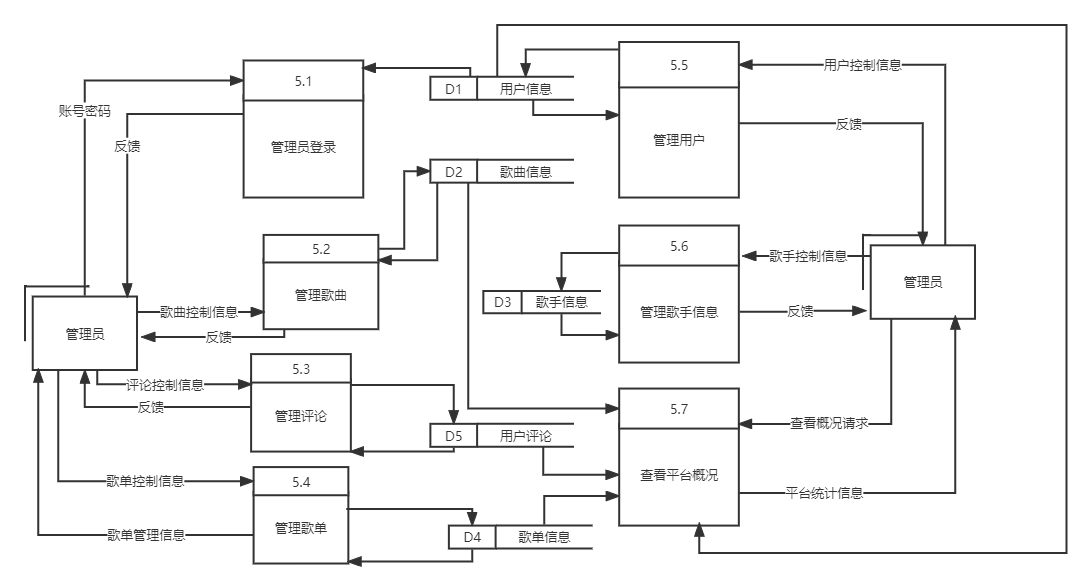 5.1
管理员登录
账号密码
反馈
D1
用户信息
5.5
管理用户
用户控制信息
反馈
D2
歌曲信息
5.2
管理歌曲
歌曲控制信息
反馈
管理员
5.6
管理歌手信息
歌手控制信息
反馈
管理员
D3
歌手信息
5.3
管理评论
评论控制信息
反馈
D5
用户评论
5.7
查看平台概况
查看概况请求
平台统计信息
5.4
管理歌单
歌单控制信息
歌单管理信息
D4
歌单信息